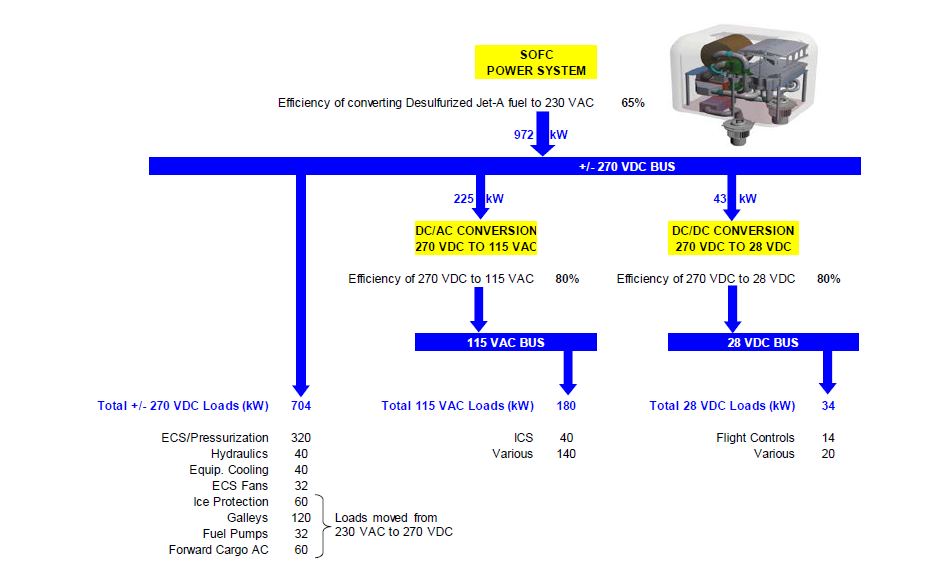 SOFC
POWER SYSTEM
Efficiency of converting Desulfurized Jet-A fuel to 230 VAC 65%
972 kW
+/- 270 VDC BUS
225 kW 43 kW
DC/AC CONVERSION DC/DC CONVERSION
270 VDC TO 115 VAC 270 VDC TO 28 VDC
Efficiency of 270 VDC to 115 VAC 80% Efficiency of 270 VDC to 28 VDC 80%
115 VAC BUS 28 VDC BUS
Total +/- 270 VDC Loads (kW) 704 Total 115 VAC Loads (kW) 180 Total 28 VDC Loads (kW) 34
ECS/Pressurization 320 ICS 40 Flight Controls 14
Hydraulics 40 Various 140 Various 20
Equip. Cooling 40
ECS Fans 32
Ice Protection 60
Galleys 120 Loads moved from
Fuel Pumps 32 230 VAC to 270 VDC
Forward Cargo AC 60